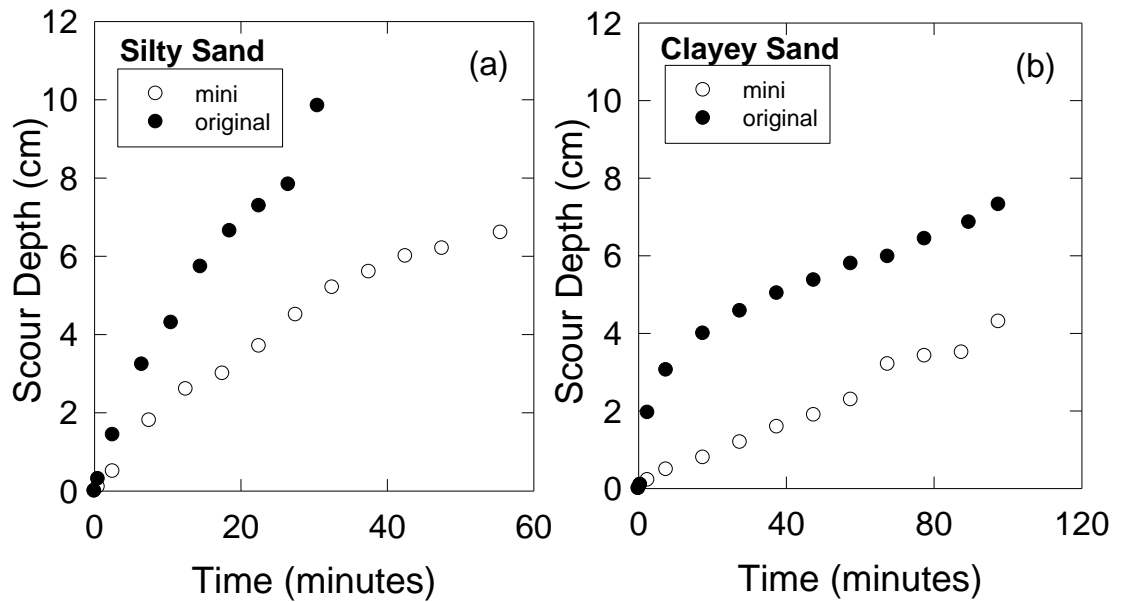 Silty Sand
(a)
mini
original
12
10
8
6
4
2
0
0 20 40 60
Scour Depth (cm)
Time (minutes)
Clayey Sand
(b)
mini
original
12
10
8
6
4
2
0
0 40 80 120
Scour Depth (cm)
Time (minutes)